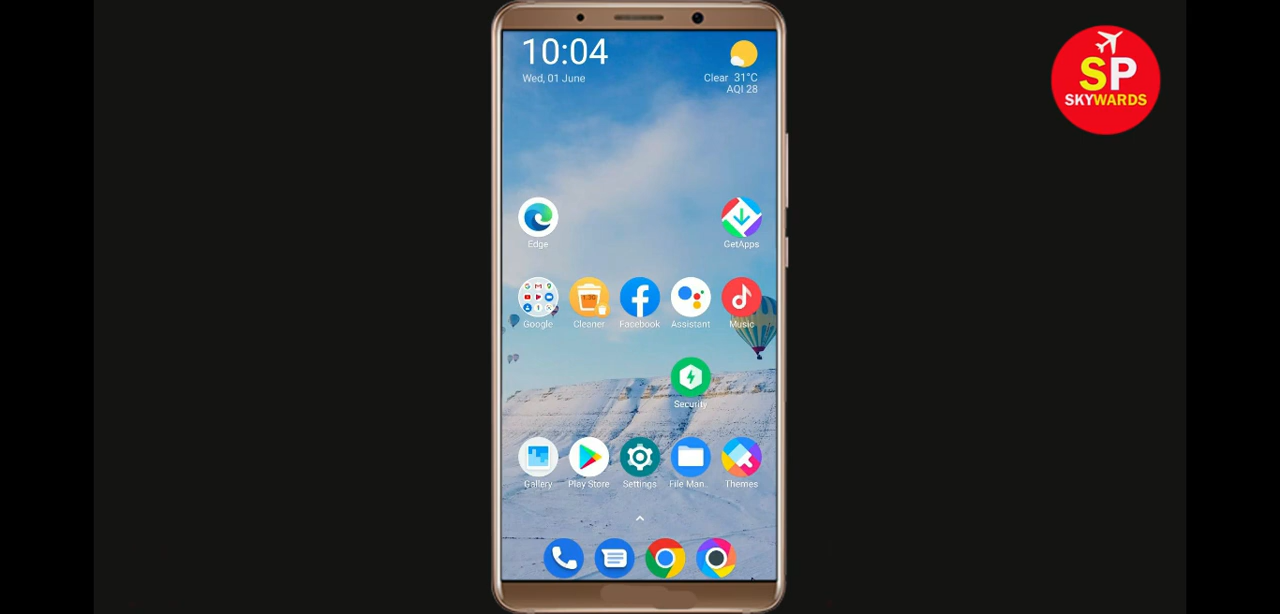 10:04
Wed, 01 June
Clear 31°C
AQI 28
SP
SKYWARDS
Edge
GetApps
Google
Cleaner
Facebook
Assistant
Music
Security
Gallery
Play Store
Settings
File Man..
Themes